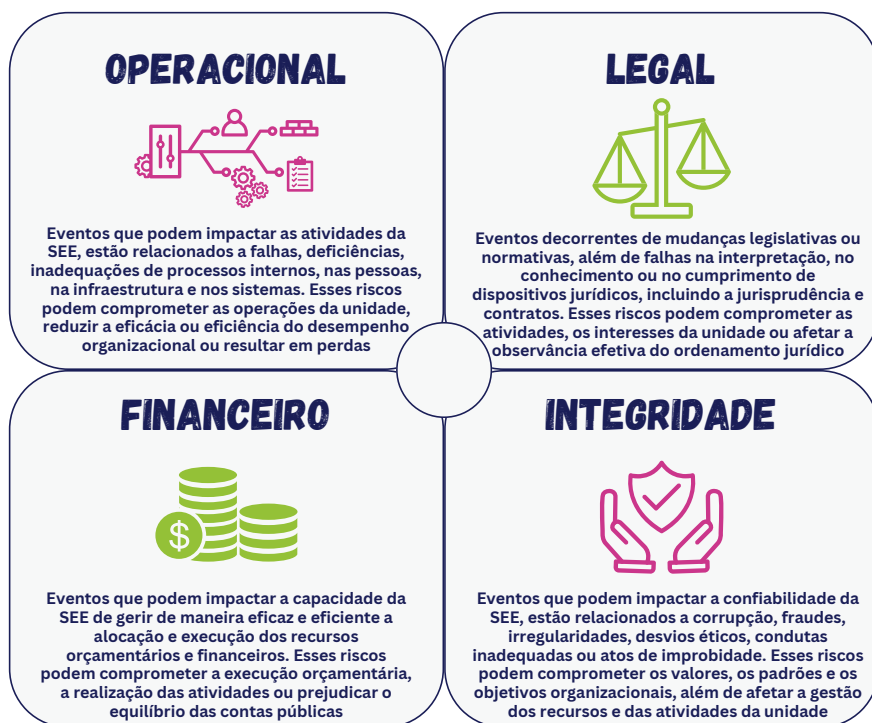 OPERACIONAL
Eventos que podem impactar as atividades da
SEE, estão relacionados a falhas, deficiências,
inadequações de processos internos, nas pessoas,
na infraestrutura e nos sistemas. Esses riscos
podem comprometer as operações da unidade,
reduzir a eficácia ou eficiência do desempenho
organizacional ou resultar em perdas
LEGAL
Eventos decorrentes de mudanças legislativas ou
normativas, além de falhas na interpretação, no
conhecimento ou no cumprimento de
dispositivos jurídicos, incluindo a jurisprudência e
contratos. Esses riscos podem comprometer as
atividades, os interesses da unidade ou afetar a
observância efetiva do ordenamento jurídico
FINANCEIRO
$
Eventos que podem impactar a capacidade da
SEE de gerir de maneira eficaz e eficiente a
alocação e execução dos recursos
orçamentários e financeiros. Esses riscos
podem comprometer a execução orçamentária,
a realização das atividades ou prejudicar o
equilíbrio das contas públicas
INTEGRIDADE
Eventos que podem impactar a confiabilidade da
SEE, estão relacionados a corrupção, fraudes,
irregularidades, desvios éticos, condutas
inadequadas ou atos de improbidade. Esses riscos
podem comprometer os valores, os padrões e os
objetivos organizacionais, além de afetar a gestão
dos recursos e das atividades da unidade